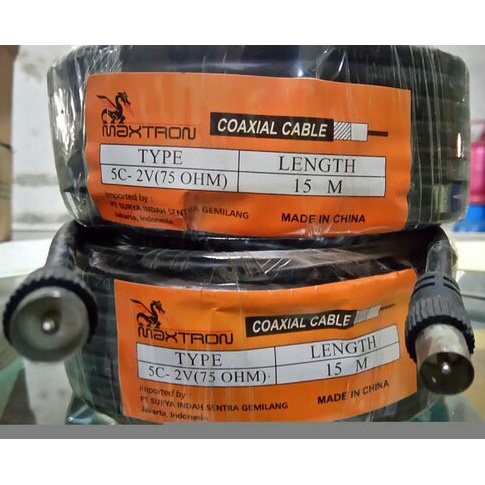 MAXTRON
COAXIAL CABLE
TYPE LENGTH
5C- 2V(75 OHM) 15 M
Imported by :
PT SURYA INDAH SENTRA GEMILANG
Jakarta, Indonesia
MADE IN CHINA
MAXTRON
COAXIAL CABLE
TYPE LENGTH
5C- 2V(75 OHM) 15 M
Imported by :
PT SURYA INDAH SENTRA GEMILANG
Jakarta, Indonesia
MADE IN CHINA